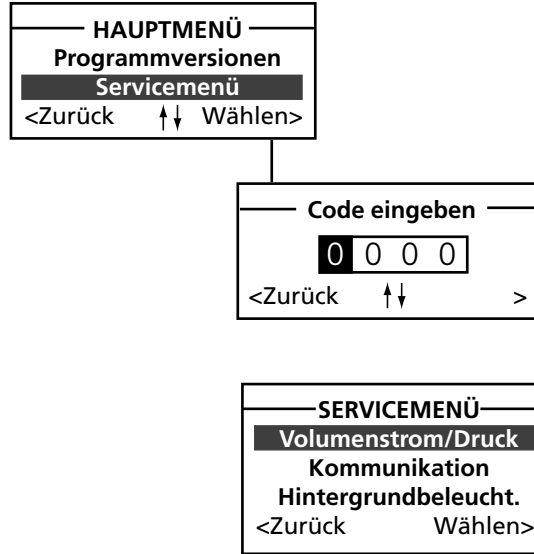 HAUPTMENÜ
Programmversionen
Servicemenü
<Zurück ↑↓ Wählen>
Code eingeben
0 0 0 0
<Zurück ↑↓ >
SERVICEMENÜ
Volumenstrom/Druck
Kommunikation
Hintergrundbeleucht.
<Zurück Wählen>